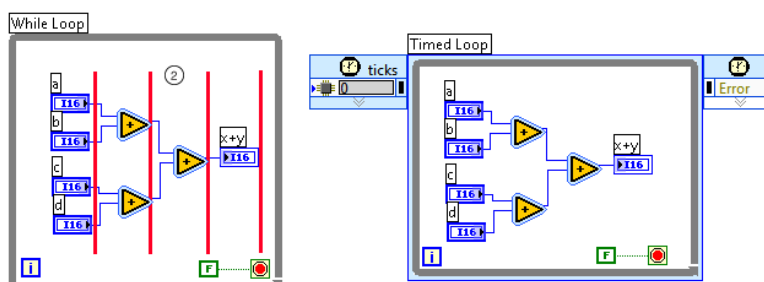 While Loop
2
a
I16
b
I16
c
I16
d
I16
+
+
+
x+y
I16
i
F
Timed Loop
ticks
0
Error
a
I16
b
I16
c
I16
d
I16
+
+
+
x+y
I16
i
F